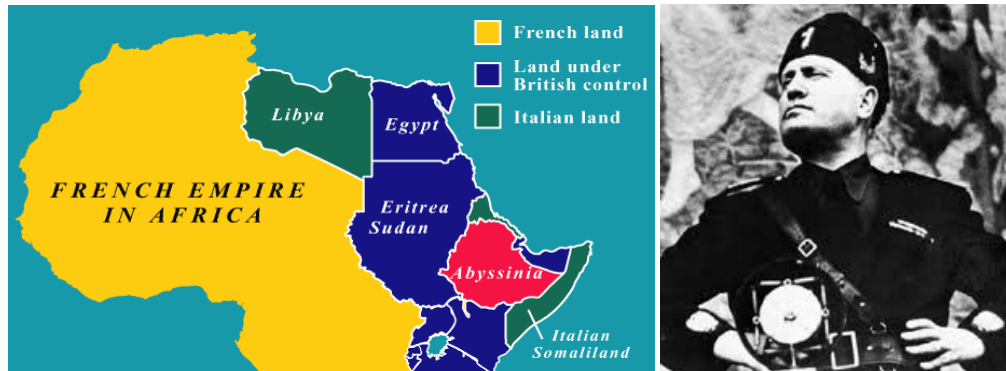 French land
Land under
British control
Italian land
Libya
Egypt
FRENCH EMPIRE
IN AFRICA
Eritrea
Sudan
Abyssinia
Italian
Somaliland